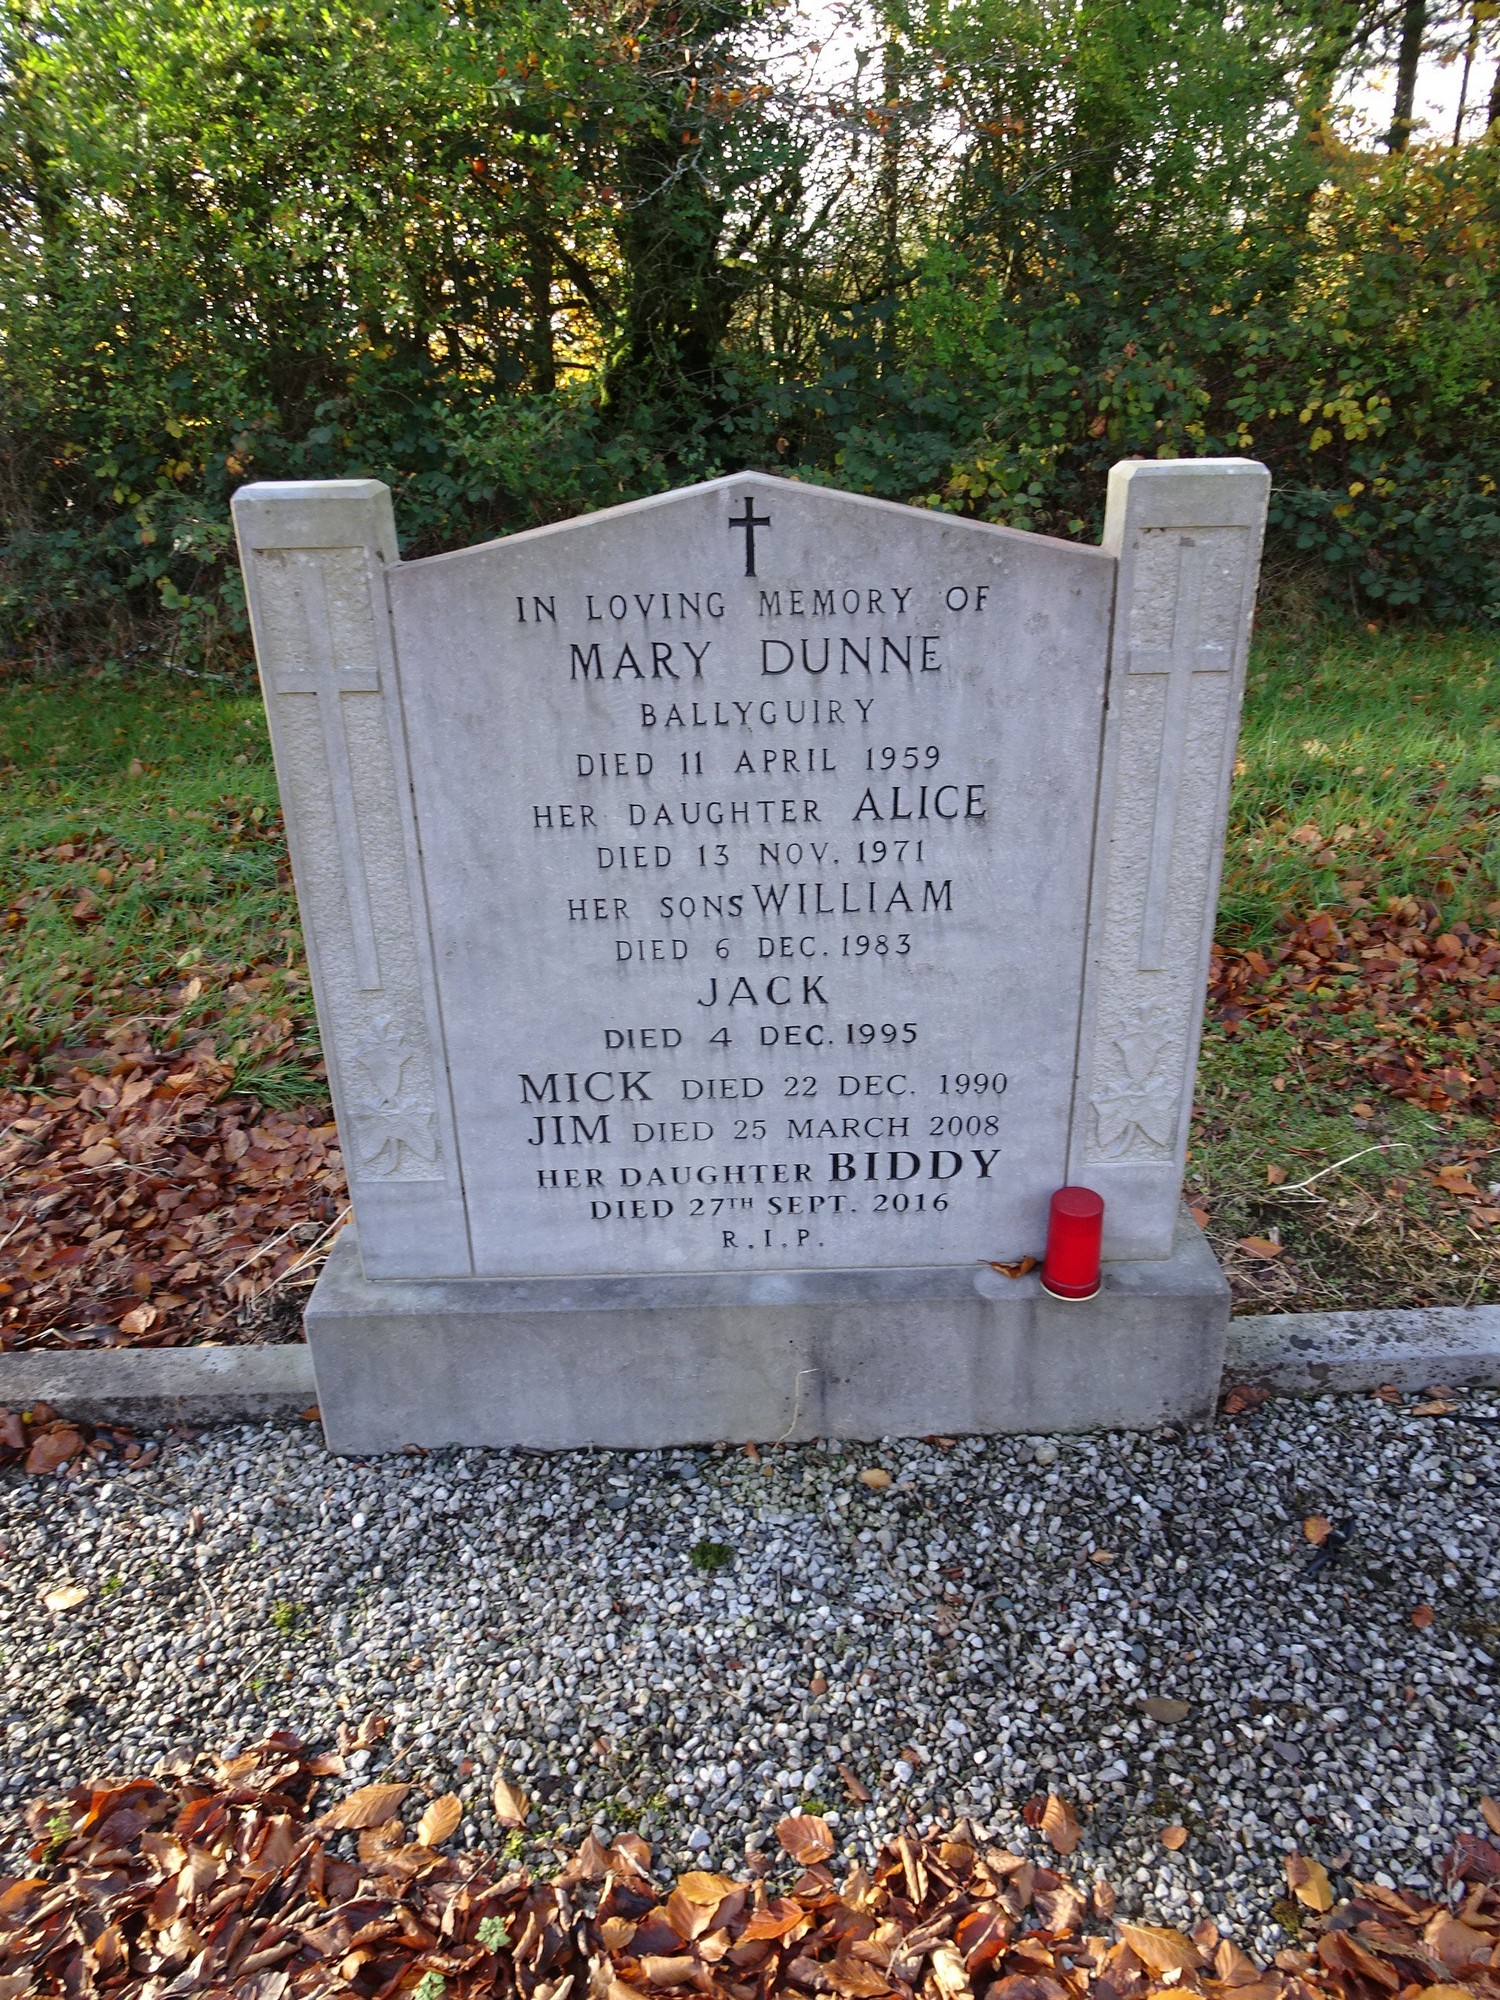 IN LOVING MEMORY OF
MARY DUNNE
BALLYGUIRY
DIED 11 APRIL 1959
HER DAUGHTER ALICE
DIED 13 NOV. 1971
HER SONS WILLIAM
DIED 6 DEC. 1983
JACK
DIED 4 DEC. 1995
MICK DIED 22 DEC. 1990
JIM DIED 25 MARCH 2008
HER DAUGHTER BIDDY
DIED 27TH SEPT. 2016
R.I.P.